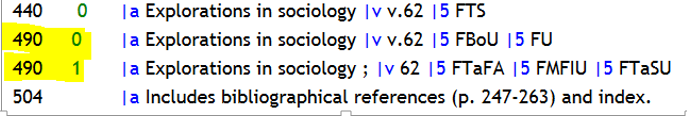 440 0 |a Explorations in sociology |v v.62 |5 FTS
490 0 |a Explorations in sociology |v v.62 |5 FBoU |5 FU
490 1 |a Explorations in sociology ; |v 62 |5 FTaFA |5 FMFIU |5 FTaSU
504 |a Includes bibliographical references (p. 247-263) and index.